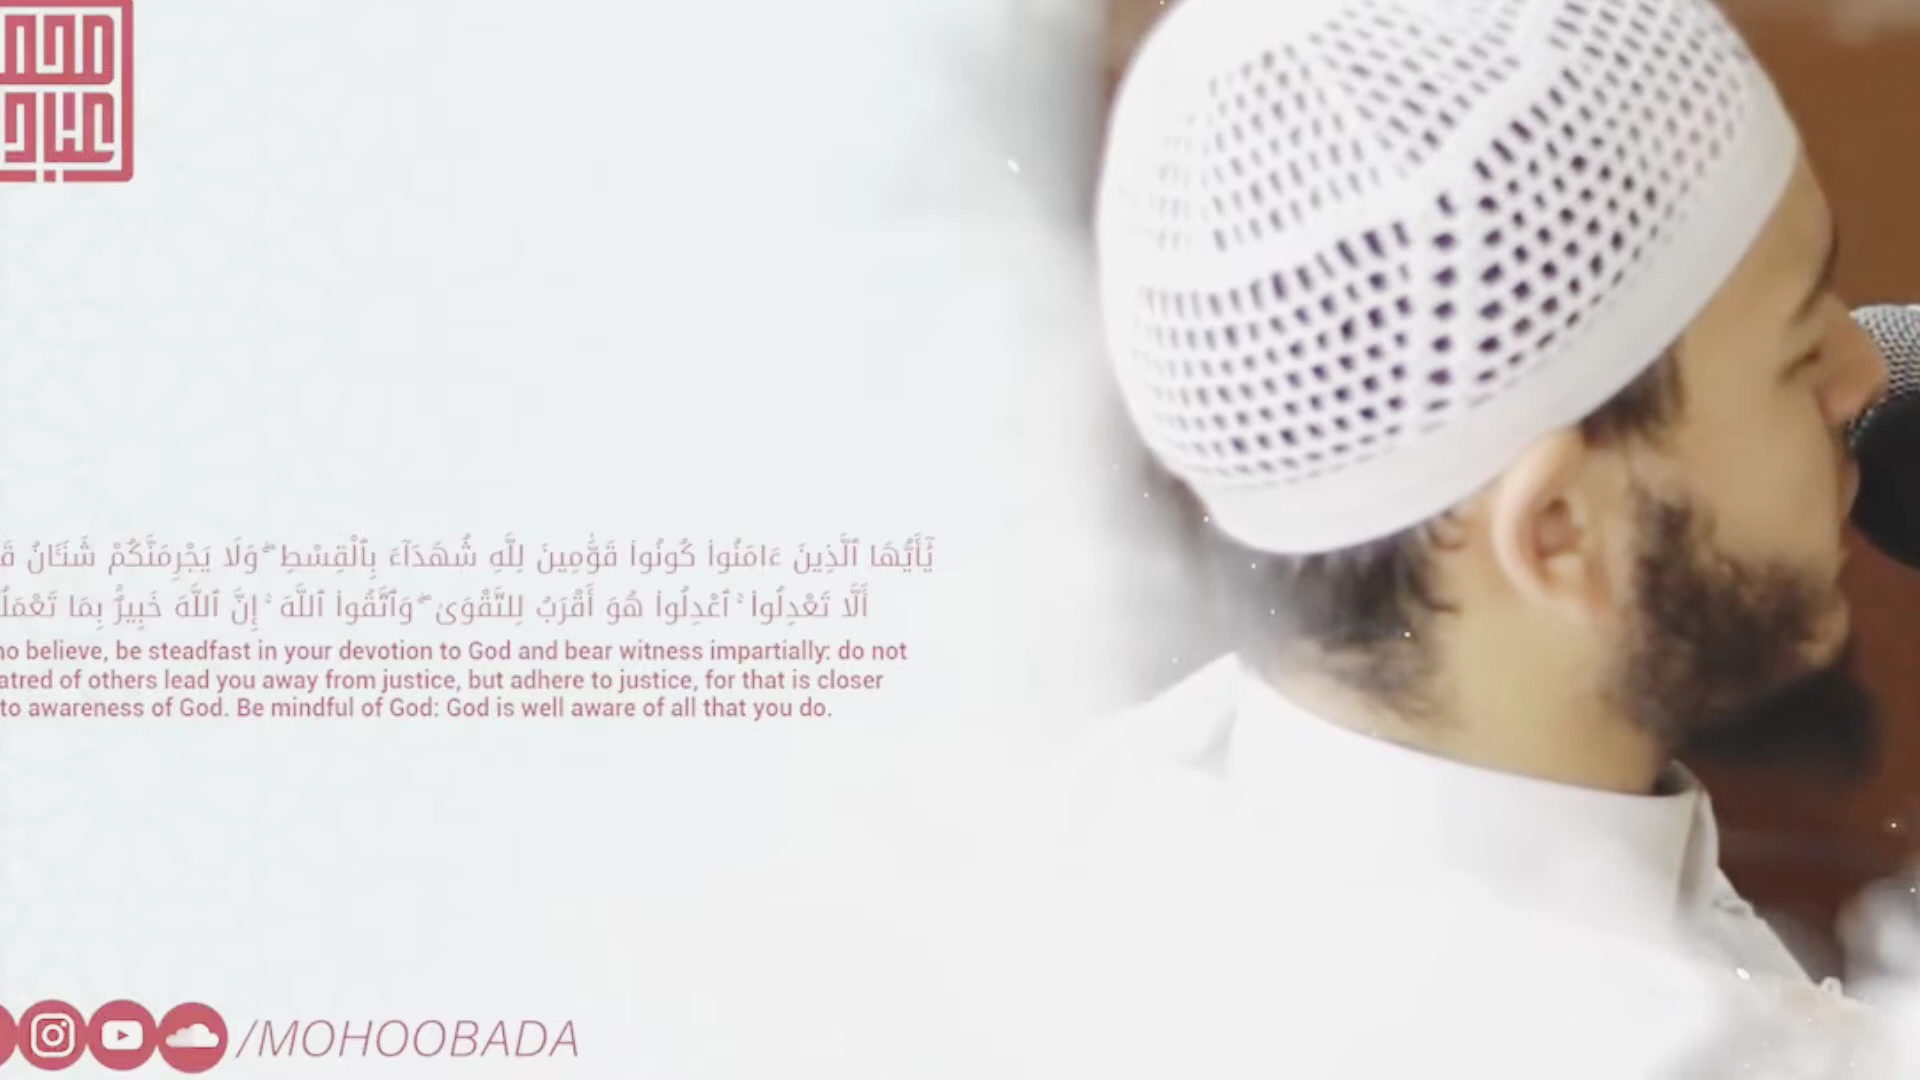 محمد
عباد
يَٰٓأَيُّهَا ٱلَّذِينَ ءَامَنُوا۟ كُونُوا۟ قَوَّٰمِينَ لِلَّهِ شُهَدَآءَ بِٱلْقِسْطِ ۖ وَلَا يَجْرِمَنَّكُمْ شَنَـَٔانُ
أَلَّا تَعْدِلُوا۟ ۚ ٱعْدِلُوا۟ هُوَ أَقْرَبُ لِلتَّقْوَىٰ ۖ وَٱتَّقُوا۟ ٱللَّهَ ۚ إِنَّ ٱللَّهَ خَبِيرٌۢ بِمَا
believe, be steadfast in your devotion to God and bear witness impartially: do not
of others lead you away from justice, but adhere to justice, for that is closer
to awareness of God. Be mindful of God: God is well aware of all that you do.
/MOHOOBADA